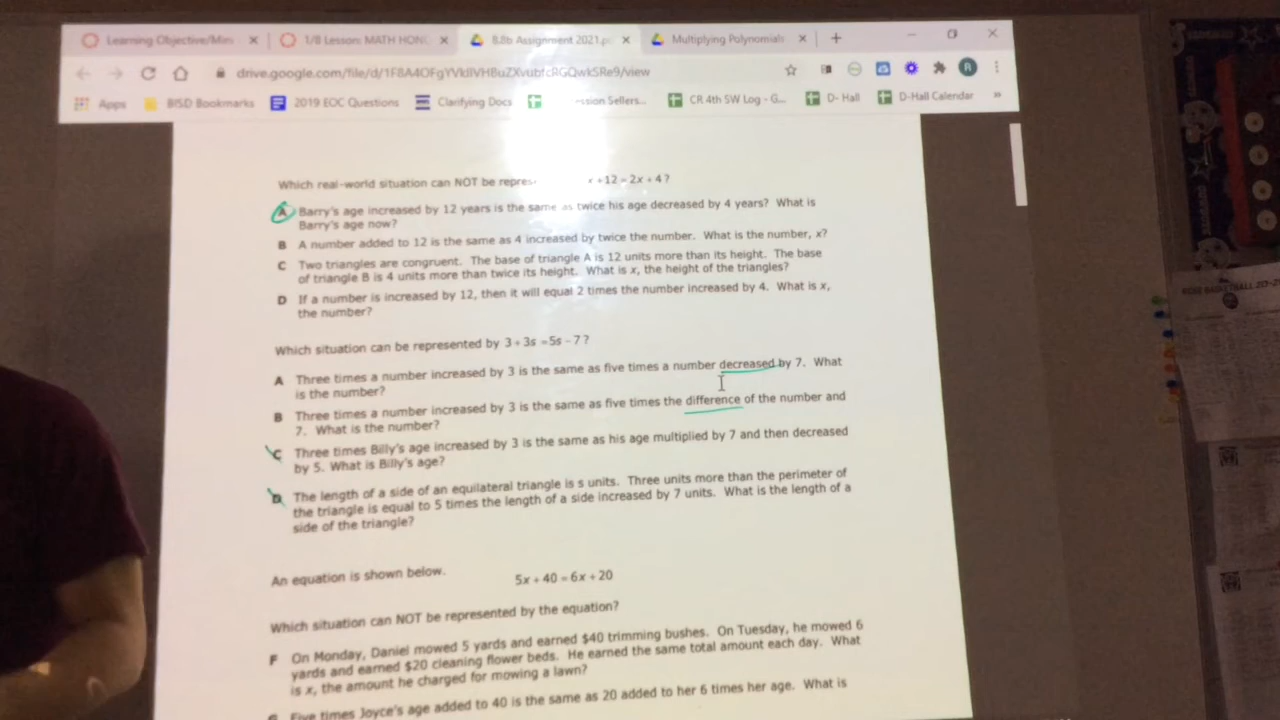 Learning Objective/Mini
1/8 Lesson: MATH HON
8.8b Assignment 2021.p
Multiplying Polynomials
drive.google.com/file/d/
Apps
BISD Bookmarks
2019 EOC Questions
Clarifying Docs
ssion Sellers...
CR 4th SW Log - G...
D- Hall
D-Hall Calendar
»
Which real-world situation can NOT be repres x + 12 = 2x + 4?
A Barry's age increased by 12 years is the same as twice his age decreased by 4 years? What is
Barry's age now?
B A number added to 12 is the same as 4 increased by twice the number. What is the number, x?
C Two triangles are congruent. The base of triangle A is 12 units more than its height. The base
of triangle B is 4 units more than twice its height. What is x, the height of the triangles?
D If a number is increased by 12, then it will equal 2 times the number increased by 4. What is x,
the number?
Which situation can be represented by 3 + 3s = 5s - 7?
A Three times a number increased by 3 is the same as five times a number decreased by 7. What
is the number?
B Three times a number increased by 3 is the same as five times the difference of the number and
7. What is the number?
C Three times Billy's age increased by 3 is the same as his age multiplied by 7 and then decreased
by 5. What is Billy's age?
D The length of a side of an equilateral triangle is s units. Three units more than the perimeter of
the triangle is equal to 5 times the length of a side increased by 7 units. What is the length of a
side of the triangle?
An equation is shown below.
5x + 40 = 6x + 20
Which situation can NOT be represented by the equation?
F On Monday, Daniel mowed 5 yards and earned $40 trimming bushes. On Tuesday, he mowed 6
yards and earned $20 cleaning flower beds. He earned the same total amount each day. What
is x, the amount he charged for mowing a lawn?
G Five times Joyce's age added to 40 is the same as 20 added to her 6 times her age. What is